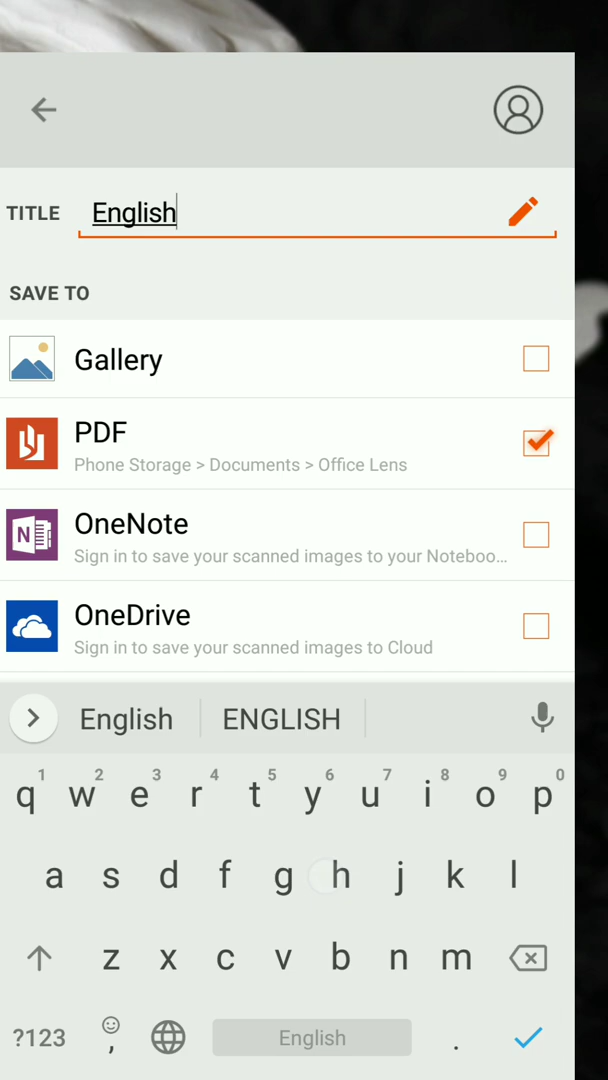 TITLE English
SAVE TO
Gallery
PDF
Phone Storage > Documents > Office Lens
N OneNote
Sign in to save your scanned images to your Noteboo...
OneDrive
Sign in to save your scanned images to Cloud
English ENGLISH
1 2 3 4 5 6 7 8 9 0
q w e r t y u i o p
a s d f g h j k l
z x c v b n m
?123 , English .